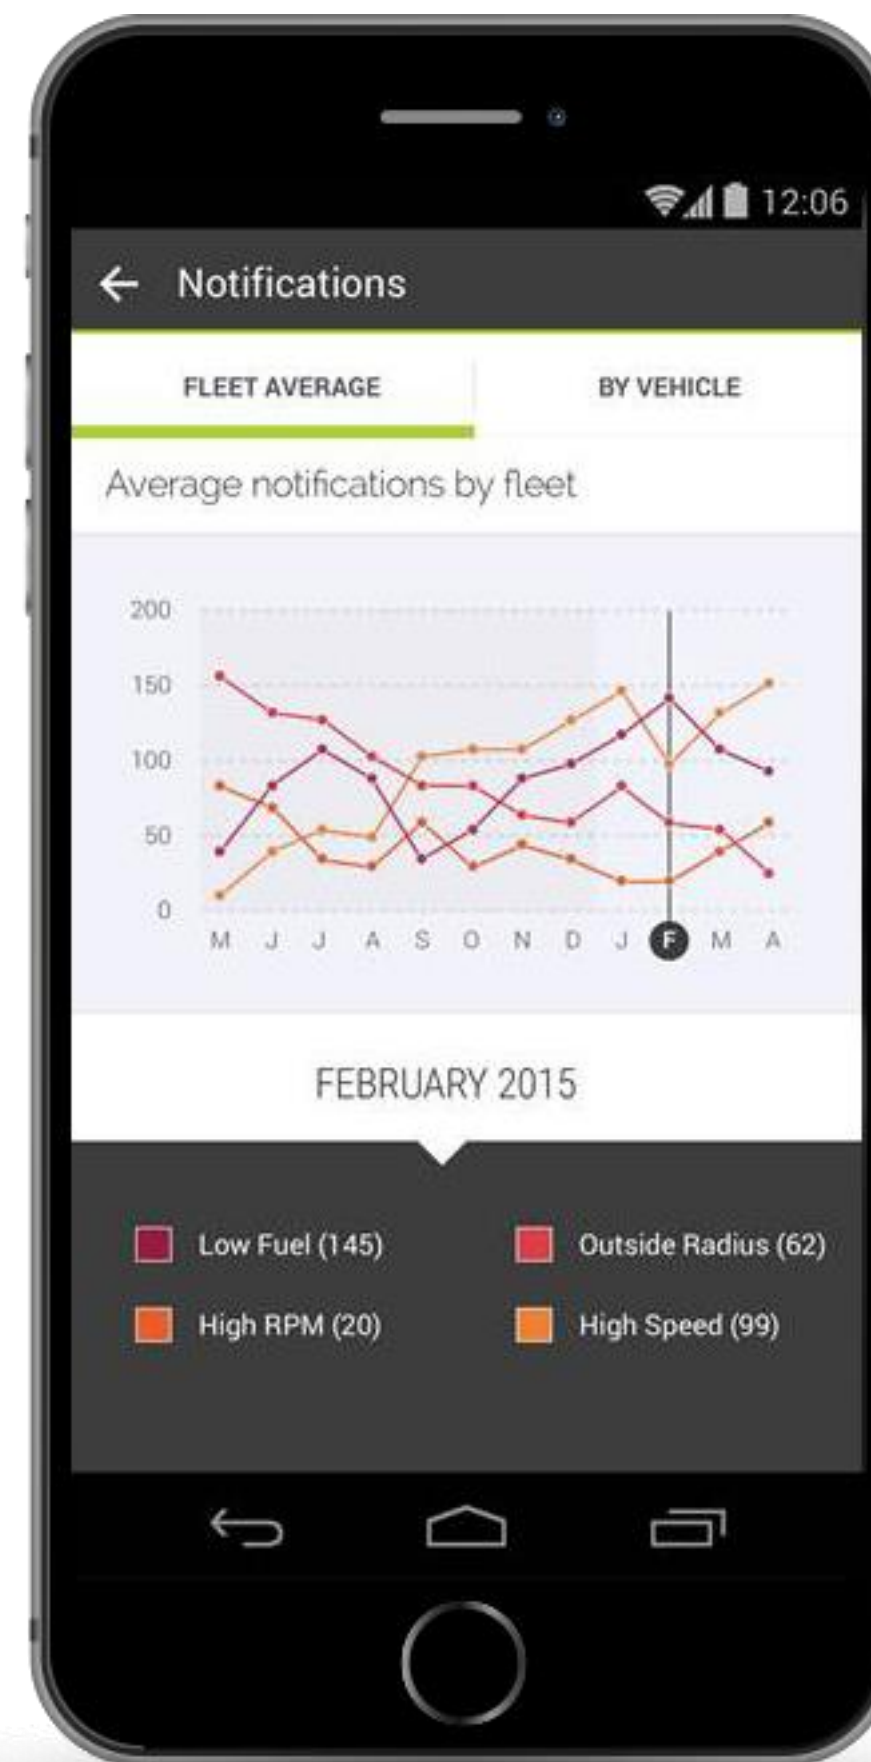 12:06
Notifications
FLEET AVERAGE BY VEHICLE
Average notifications by fleet
200
150
100
50
0
M J J A S O N D J F M A
FEBRUARY 2015
Low Fuel (145) Outside Radius (62)
High RPM (20) High Speed (99)